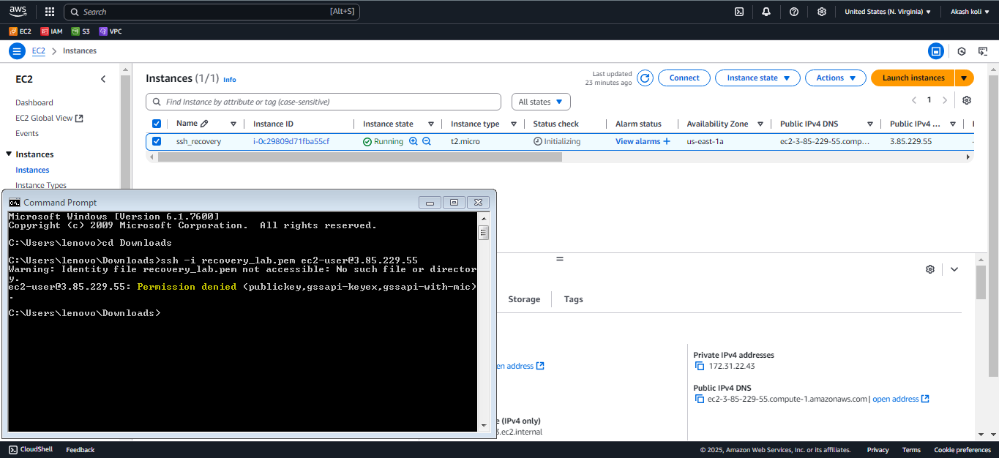 aws
Search [Alt+S]
United States (N. Virginia) Akash koli
EC2 IAM S3 VPC
EC2 Instances
EC2
Dashboard
EC2 Global View
Events
Instances
Instances
Instance Types
Instances (1/1) Info
Last updated
23 minutes ago
Connect Instance state Actions Launch instances
Find Instance by attribute or tag (case-sensitive) All states 1
Name Instance ID Instance state Instance type Status check Alarm status Availability Zone Public IPv4 DNS Public IPv4 ...
ssh_recovery i-0c29809d71fba55cf Running t2.micro Initializing View alarms + us-east-1a ec2-3-85-229-55.comp... 3.85.229.55
Command Prompt
Microsoft Windows [Version 6.1.7600]
Copyright (c) 2009 Microsoft Corporation. All rights reserved.
C:\Users\lenovo>cd Downloads
C:\Users\lenovo\Downloads>ssh -i recovery_lab.pem ec2-user@3.85.229.55
Warning: Identity file recovery_lab.pem not accessible: No such file or director
y.
ec2-user@3.85.229.55: Permission denied (publickey,gssapi-keyex,gssapi-with-mic)
.
C:\Users\lenovo\Downloads>
Storage Tags
en address
Private IPv4 addresses
172.31.22.43
Public IPv4 DNS
ec2-3-85-229-55.compute-1.amazonaws.com | open address
e (IPv4 only)
3.ec2.internal
CloudShell Feedback © 2025, Amazon Web Services, Inc. or its affiliates. Privacy Terms Cookie preferences